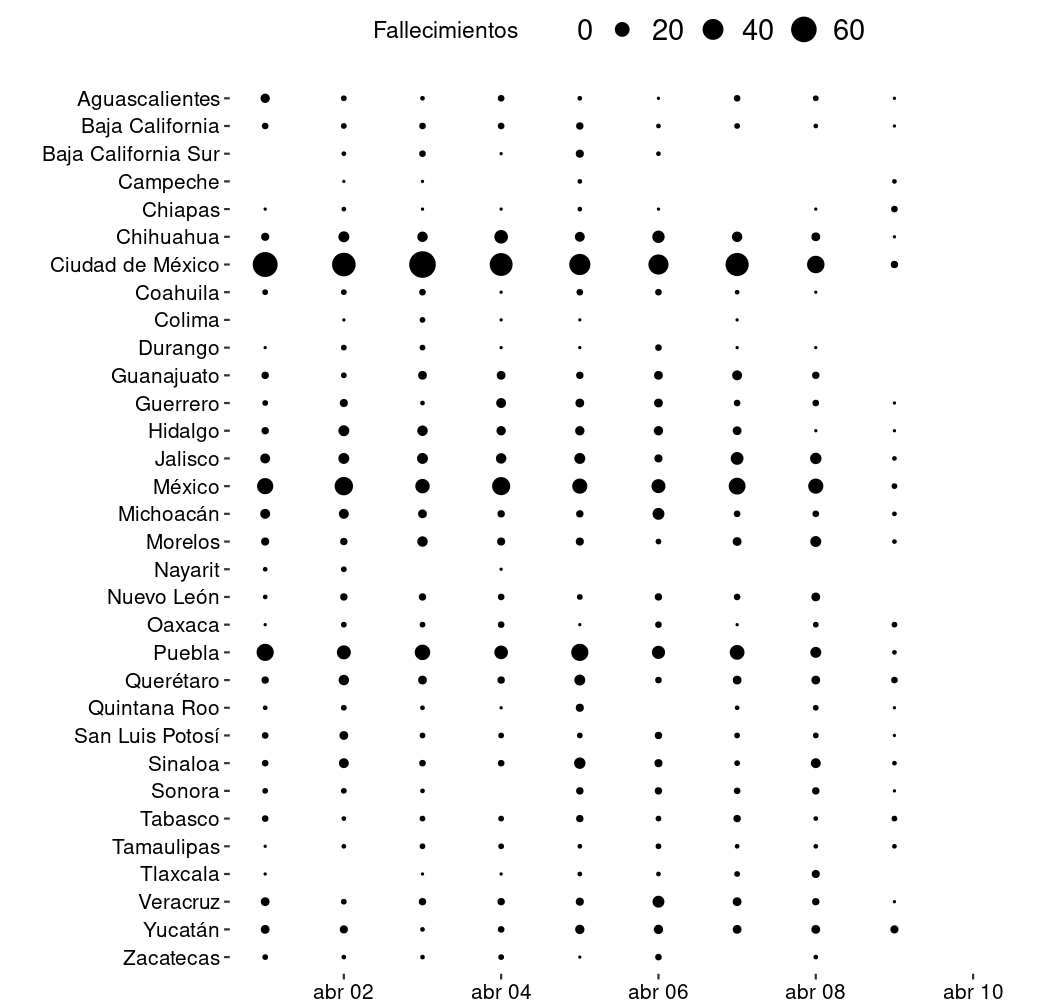 Fallecimientos 0 20 40 60
Aguascalientes
Baja California
Baja California Sur
Campeche
Chiapas
Chihuahua
Ciudad de México
Coahuila
Colima
Durango
Guanajuato
Guerrero
Hidalgo
Jalisco
México
Michoacán
Morelos
Nayarit
Nuevo León
Oaxaca
Puebla
Querétaro
Quintana Roo
San Luis Potosí
Sinaloa
Sonora
Tabasco
Tamaulipas
Tlaxcala
Veracruz
Yucatán
Zacatecas
abr 02 abr 04 abr 06 abr 08 abr 10